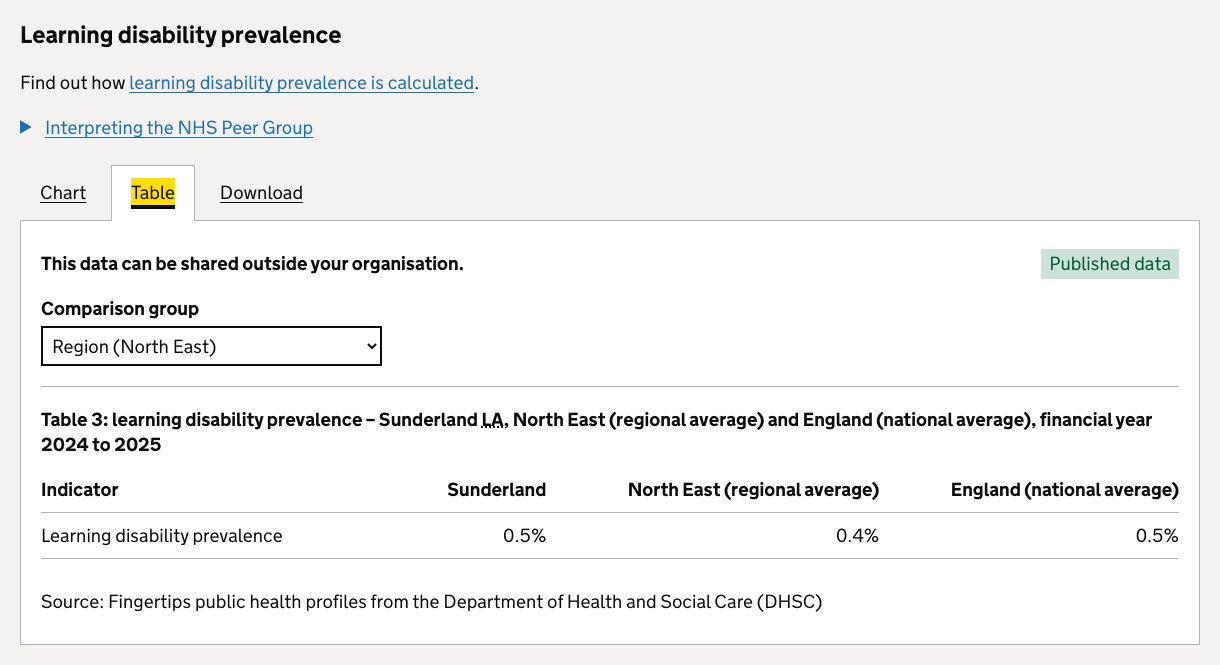 Learning disability prevalence
Find out how learning disability prevalence is calculated.
Interpreting the NHS Peer Group
Chart
Table
Download
This data can be shared outside your organisation.
Published data
Comparison group
Region (North East)
Table 3: learning disability prevalence – Sunderland LA, North East (regional average) and England (national average), financial year
2024 to 2025
Indicator Sunderland North East (regional average) England (national average)
Learning disability prevalence 0.5% 0.4% 0.5%
Source: Fingertips public health profiles from the Department of Health and Social Care (DHSC)